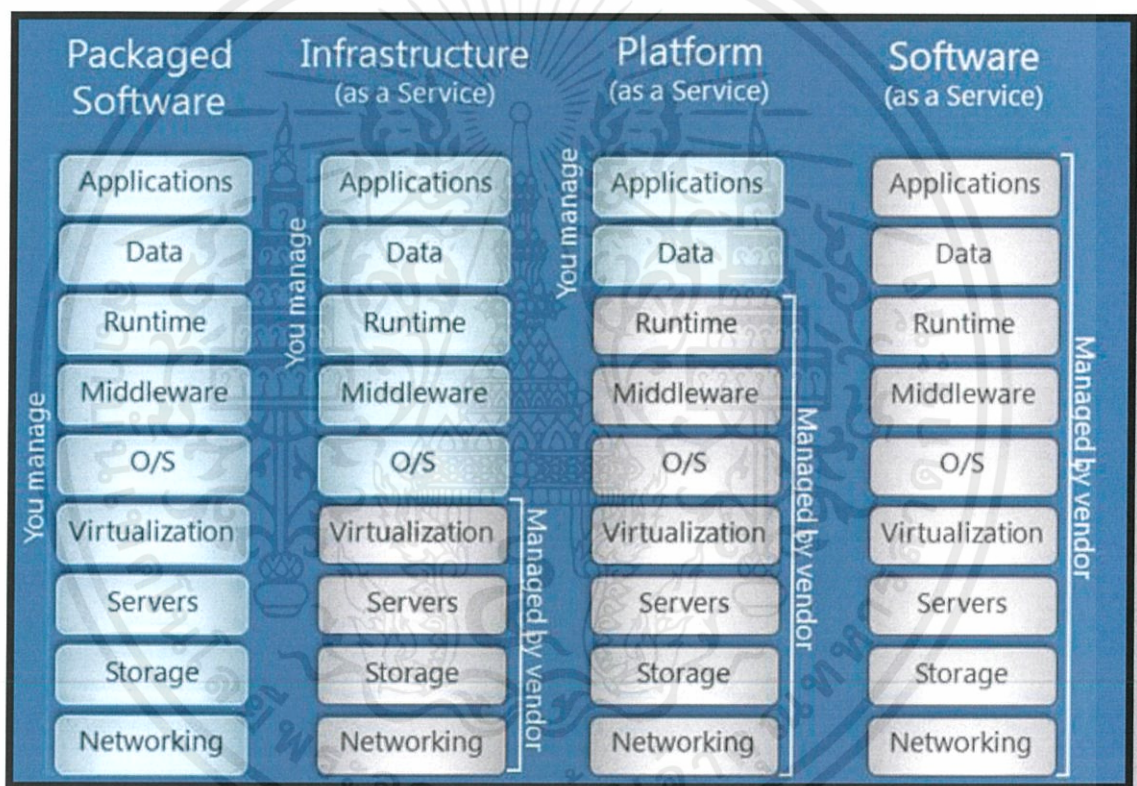 Packaged
Software
You manage
Applications
Data
Runtime
Middleware
O/S
Virtualization
Servers
Storage
Networking
Infrastructure
(as a Service)
You manage
Applications
Data
Runtime
Middleware
O/S
Virtualization
Servers
Storage
Networking
Managed by vendor
Platform
(as a Service)
You manage
Applications
Data
Runtime
Middleware
O/S
Virtualization
Servers
Storage
Networking
Managed by vendor
Software
(as a Service)
Applications
Data
Runtime
Middleware
O/S
Virtualization
Servers
Storage
Networking
Managed by vendor